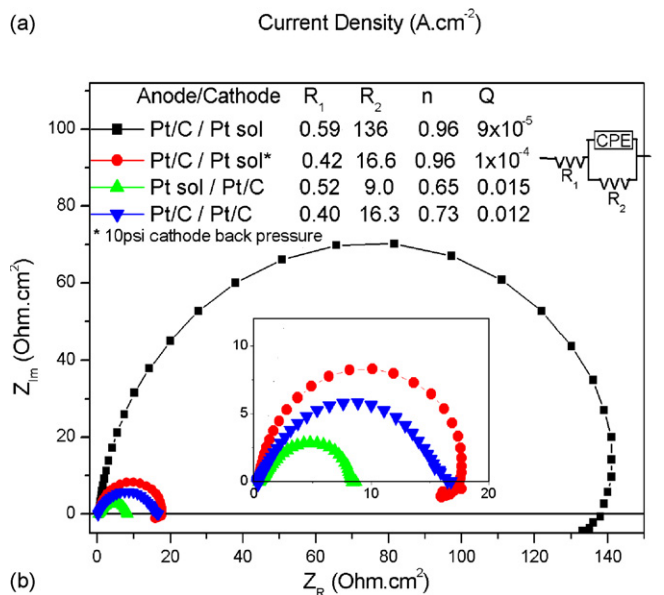 (a) Current Density (A.cm⁻²)
Anode/Cathode R₁ R₂ n Q
Pt/C / Pt sol 0.59 136 0.96 9x10⁻⁵
Pt/C / Pt sol* 0.42 16.6 0.96 1x10⁻⁴
Pt sol / Pt/C 0.52 9.0 0.65 0.015
Pt/C / Pt/C 0.40 16.3 0.73 0.012
* 10psi cathode back pressure
CPE
R₁
R₂
100
80
60
40
20
0
Z_Im (Ohm.cm²)
10
5
0
0 10 20
0 20 40 60 80 100 120 140
(b) Z_R (Ohm.cm²)